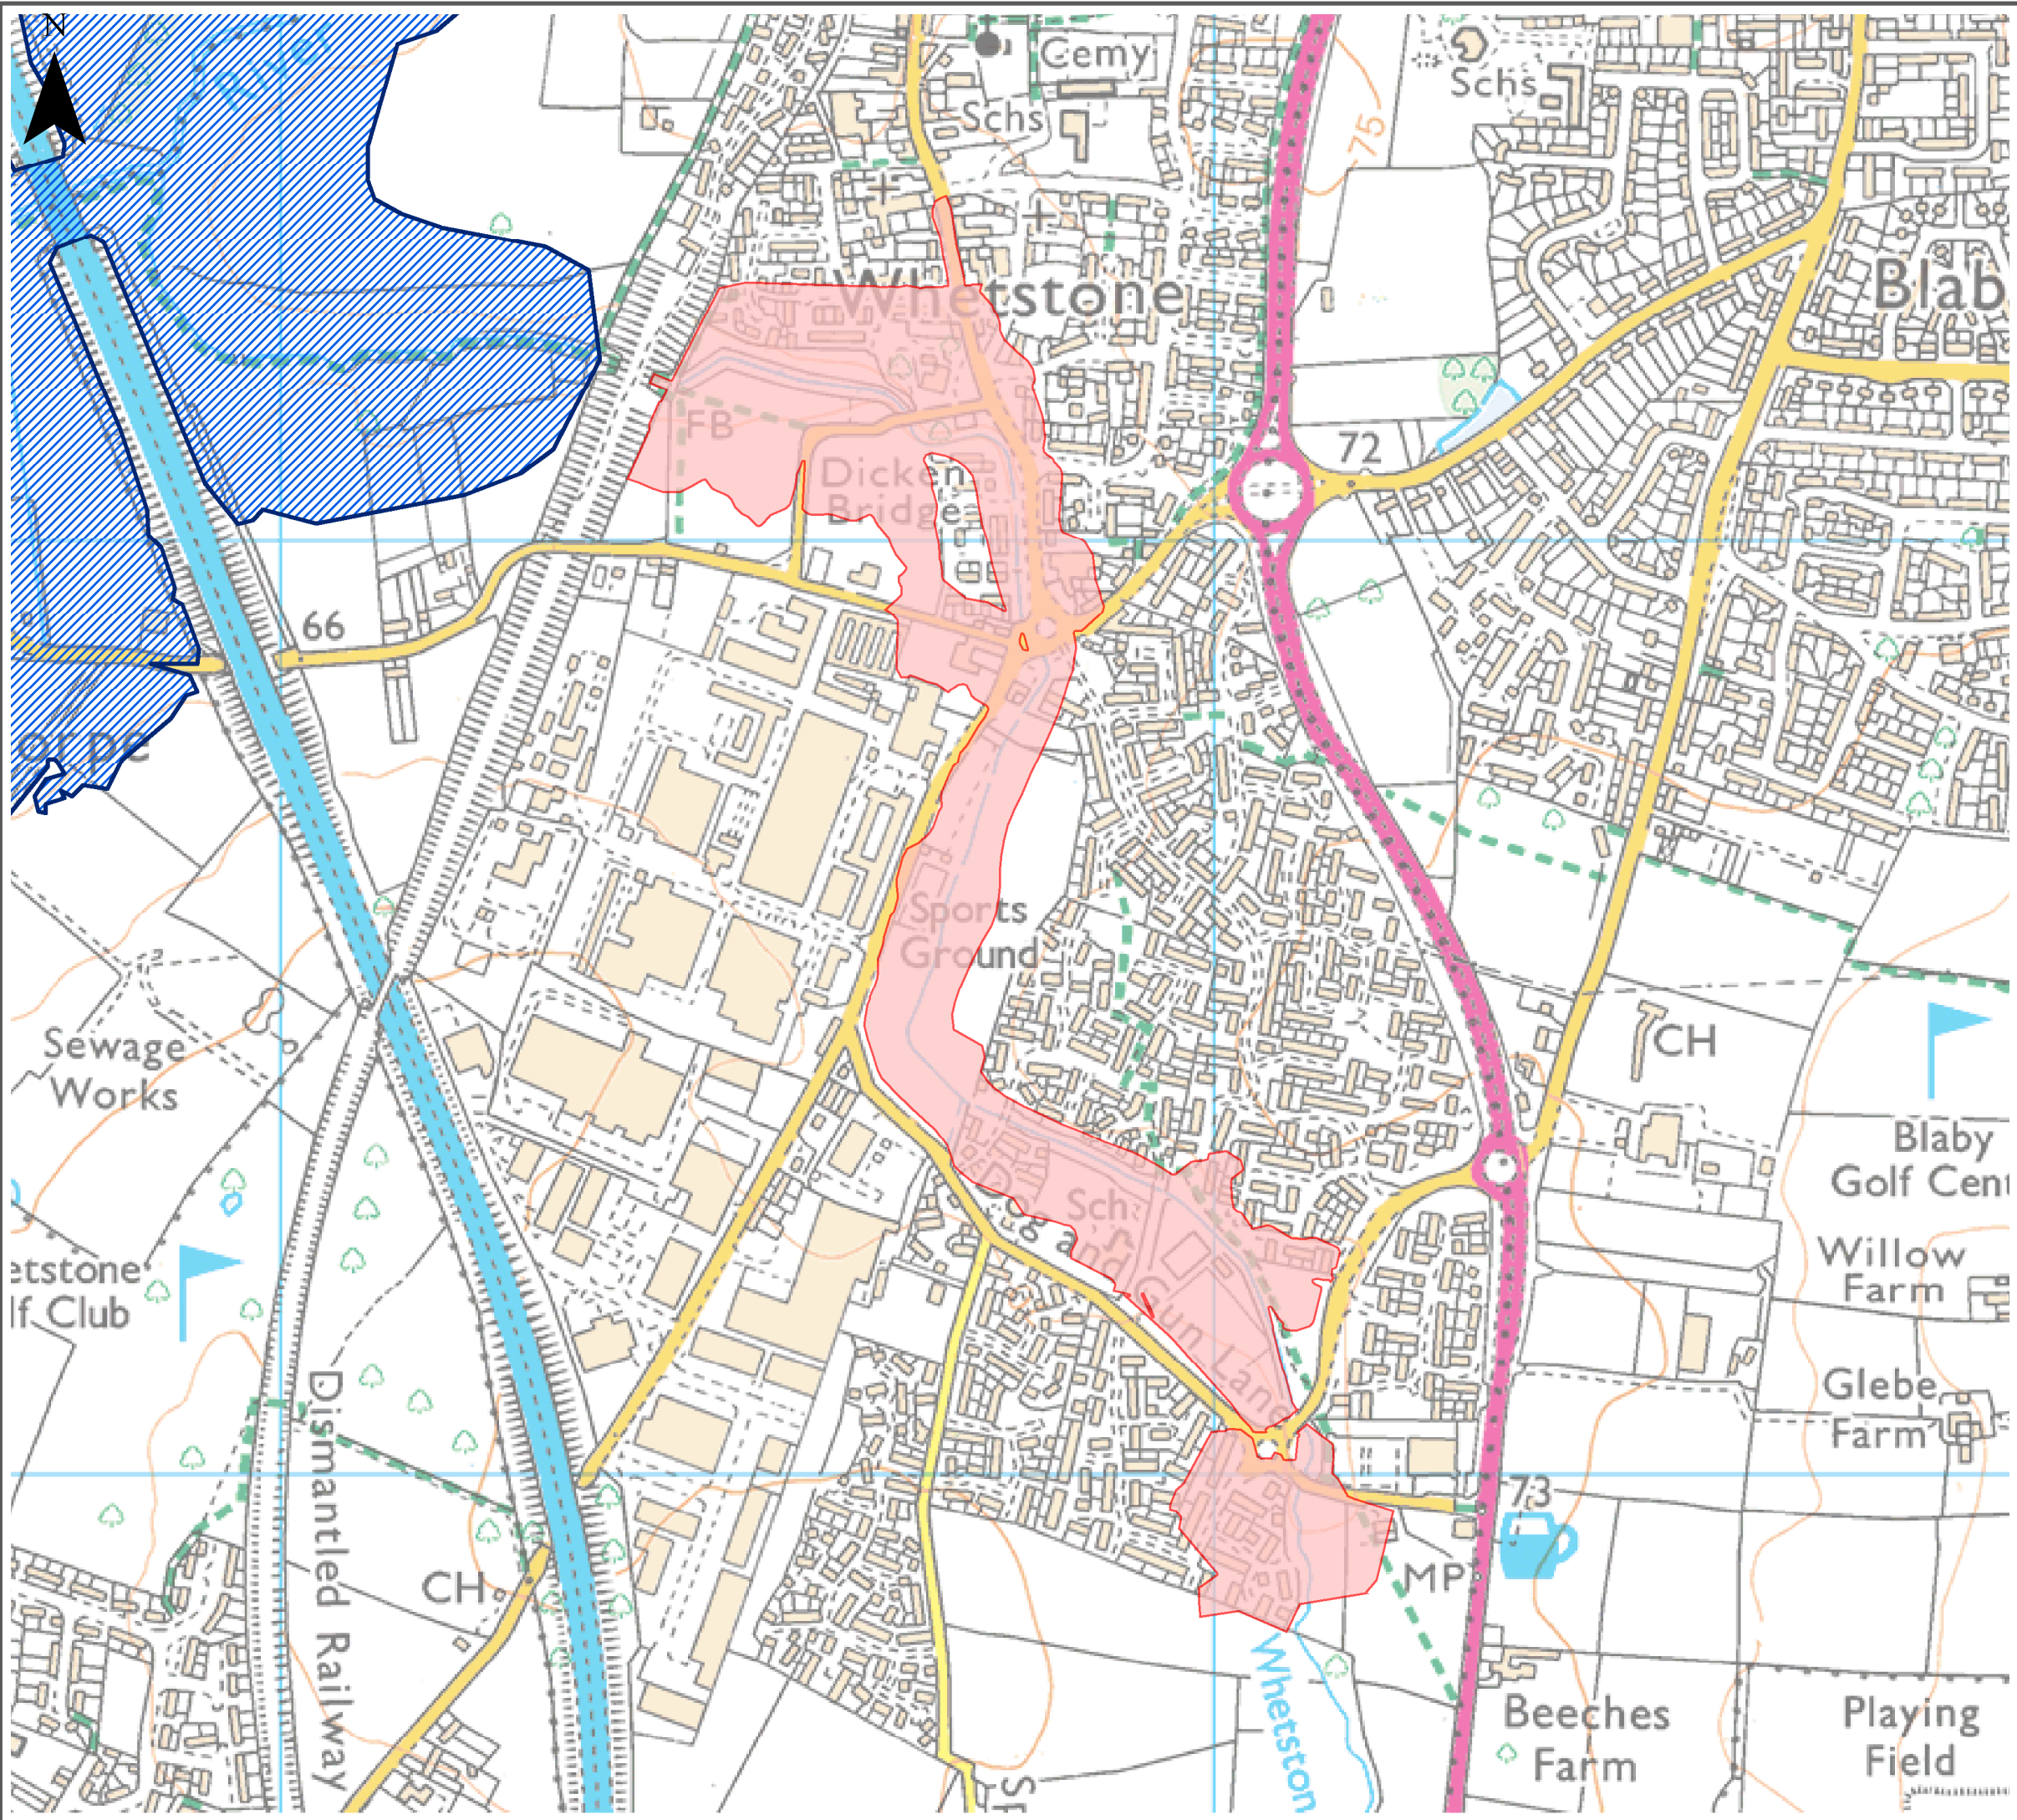 N
River
Cemy
Schs
Schs
75
Whetstone
Blab
FB
72
Dicken
Bridge
66
orpe
Sports
Ground
Sewage
Works
CH
Blaby
Golf Cent
Sch
Dog and Gun Lane
etstone
lf Club
Willow
Farm
Glebe
Farm
Dismantled Railway
73
CH
MP
Whetston
Beeches
Farm
Playing
Field
Sp